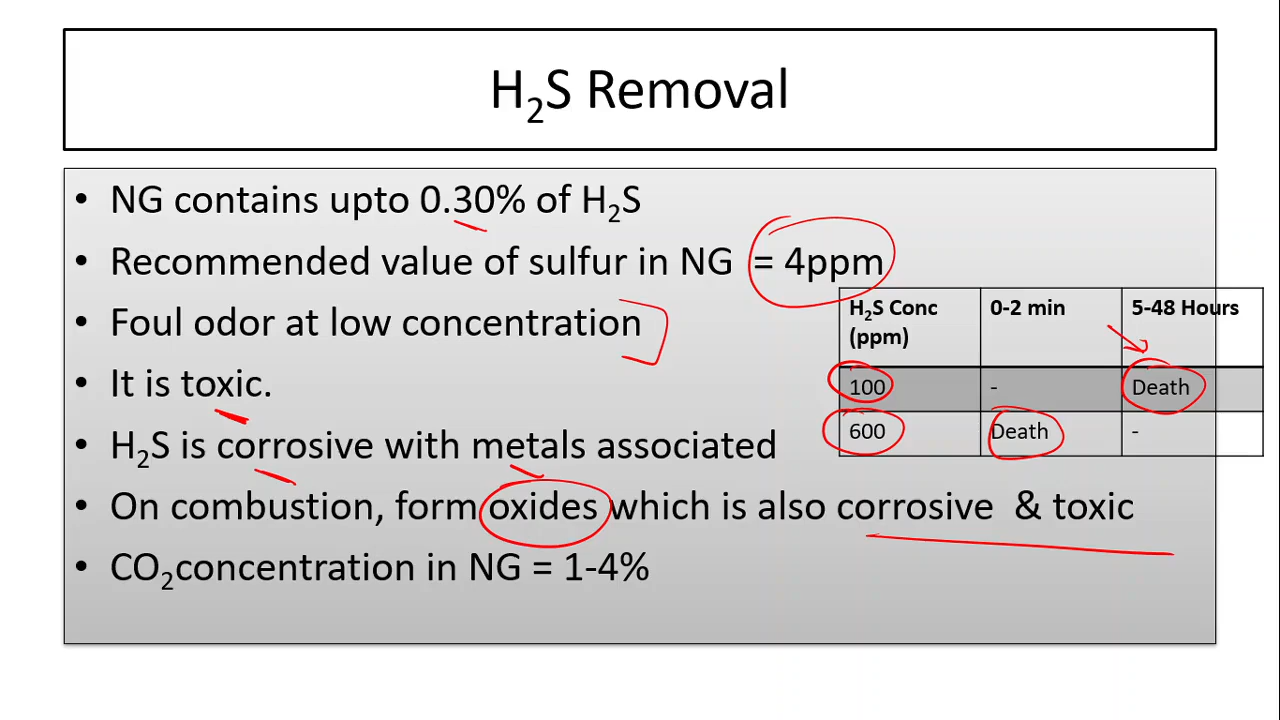 H₂S Removal
• NG contains upto 0.30% of H₂S
• Recommended value of sulfur in NG = 4ppm
• Foul odor at low concentration
• It is toxic.
• H₂S is corrosive with metals associated
• On combustion, form oxides which is also corrosive & toxic
• CO₂concentration in NG = 1-4%
H₂S Conc (ppm) 0-2 min 5-48 Hours
100 - Death
600 Death -